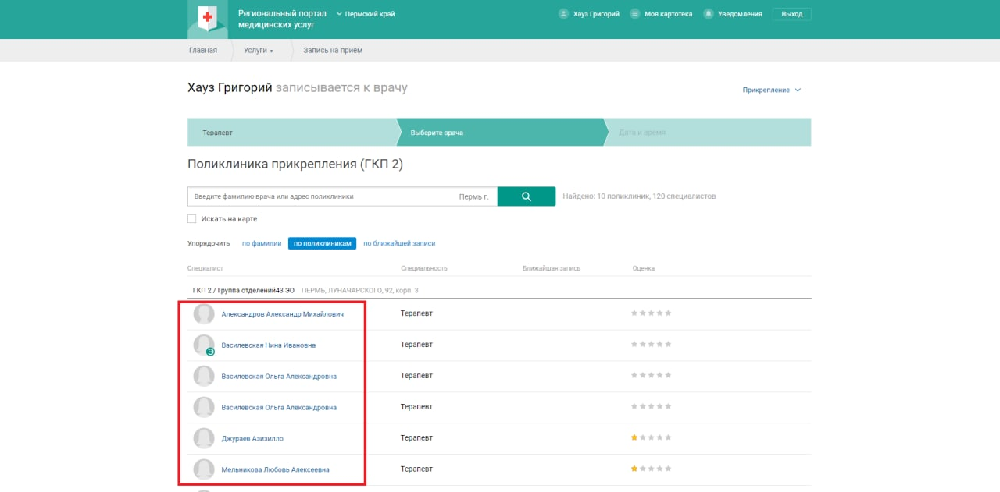 Региональный портал
медицинских услуг
Пермский край
Хауз Григорий
Моя картотека
Уведомления
Выход
Главная
Услуги
Запись на прием
Хауз Григорий записывается к врачу
Прикрепление
Терапевт
Выберите врача
Дата и время
Поликлиника прикрепления (ГКП 2)
Введите фамилию врача или адрес поликлиники
Пермь г.
Найдено: 10 поликлиник, 120 специалистов
Искать на карте
Упорядочить по фамилии по поликлиникам по ближайшей записи
Специалист Специальность Ближайшая запись Оценка
ГКП 2 / Группа отделений43 ЭО ПЕРМЬ, ЛУНАЧАРСКОГО, 92, корп. 3
Александров Александр Михайлович Терапевт
Василевская Нина Ивановна Терапевт
Василевская Ольга Александровна Терапевт
Василевская Ольга Александровна Терапевт
Джураев Азизилло Терапевт
Мельникова Любовь Алексеевна Терапевт